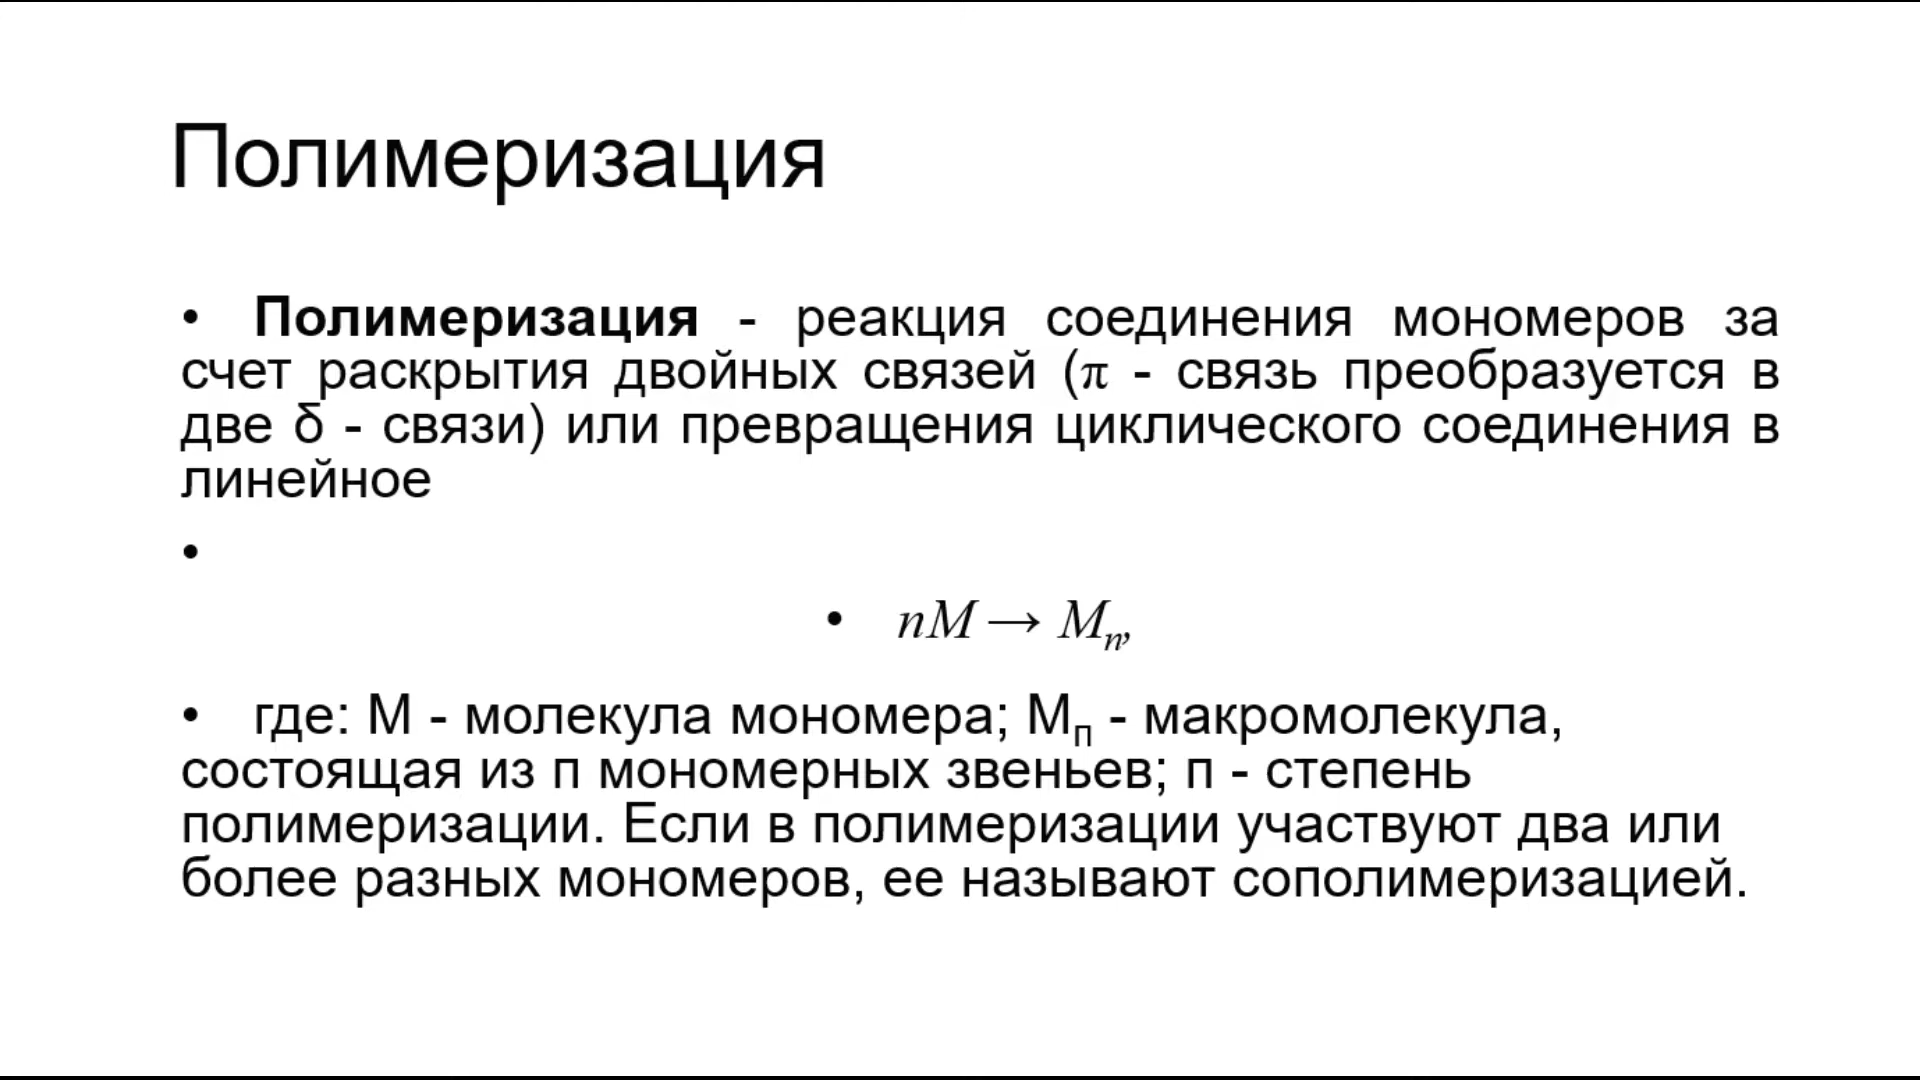 Полимеризация
• Полимеризация - реакция соединения мономеров за
счет раскрытия двойных связей (π - связь преобразуется в
две δ - связи) или превращения циклического соединения в
линейное
•
• nM → Mn,
• где: М - молекула мономера; Мп - макромолекула,
состоящая из п мономерных звеньев; п - степень
полимеризации. Если в полимеризации участвуют два или
более разных мономеров, ее называют сополимеризацией.